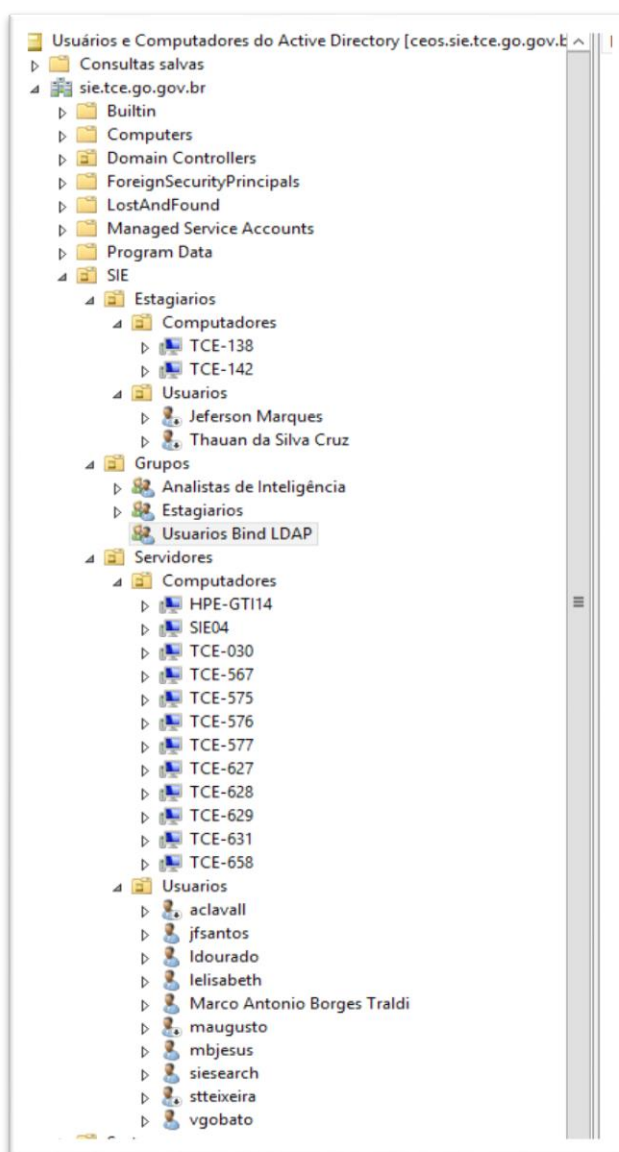 Usuários e Computadores do Active Directory [ceos.sie.tce.go.gov.b
Consultas salvas
sie.tce.go.gov.br
Builtin
Computers
Domain Controllers
ForeignSecurityPrincipals
LostAndFound
Managed Service Accounts
Program Data
SIE
Estagiarios
Computadores
TCE-138
TCE-142
Usuarios
Jeferson Marques
Thauan da Silva Cruz
Grupos
Analistas de Inteligência
Estagiarios
Usuarios Bind LDAP
Servidores
Computadores
HPE-GTI14
SIE04
TCE-030
TCE-567
TCE-575
TCE-576
TCE-577
TCE-627
TCE-628
TCE-629
TCE-631
TCE-658
Usuarios
aclavall
jfsantos
ldourado
lelisabeth
Marco Antonio Borges Traldi
maugusto
mbjesus
siesearch
stteixeira
vgobato